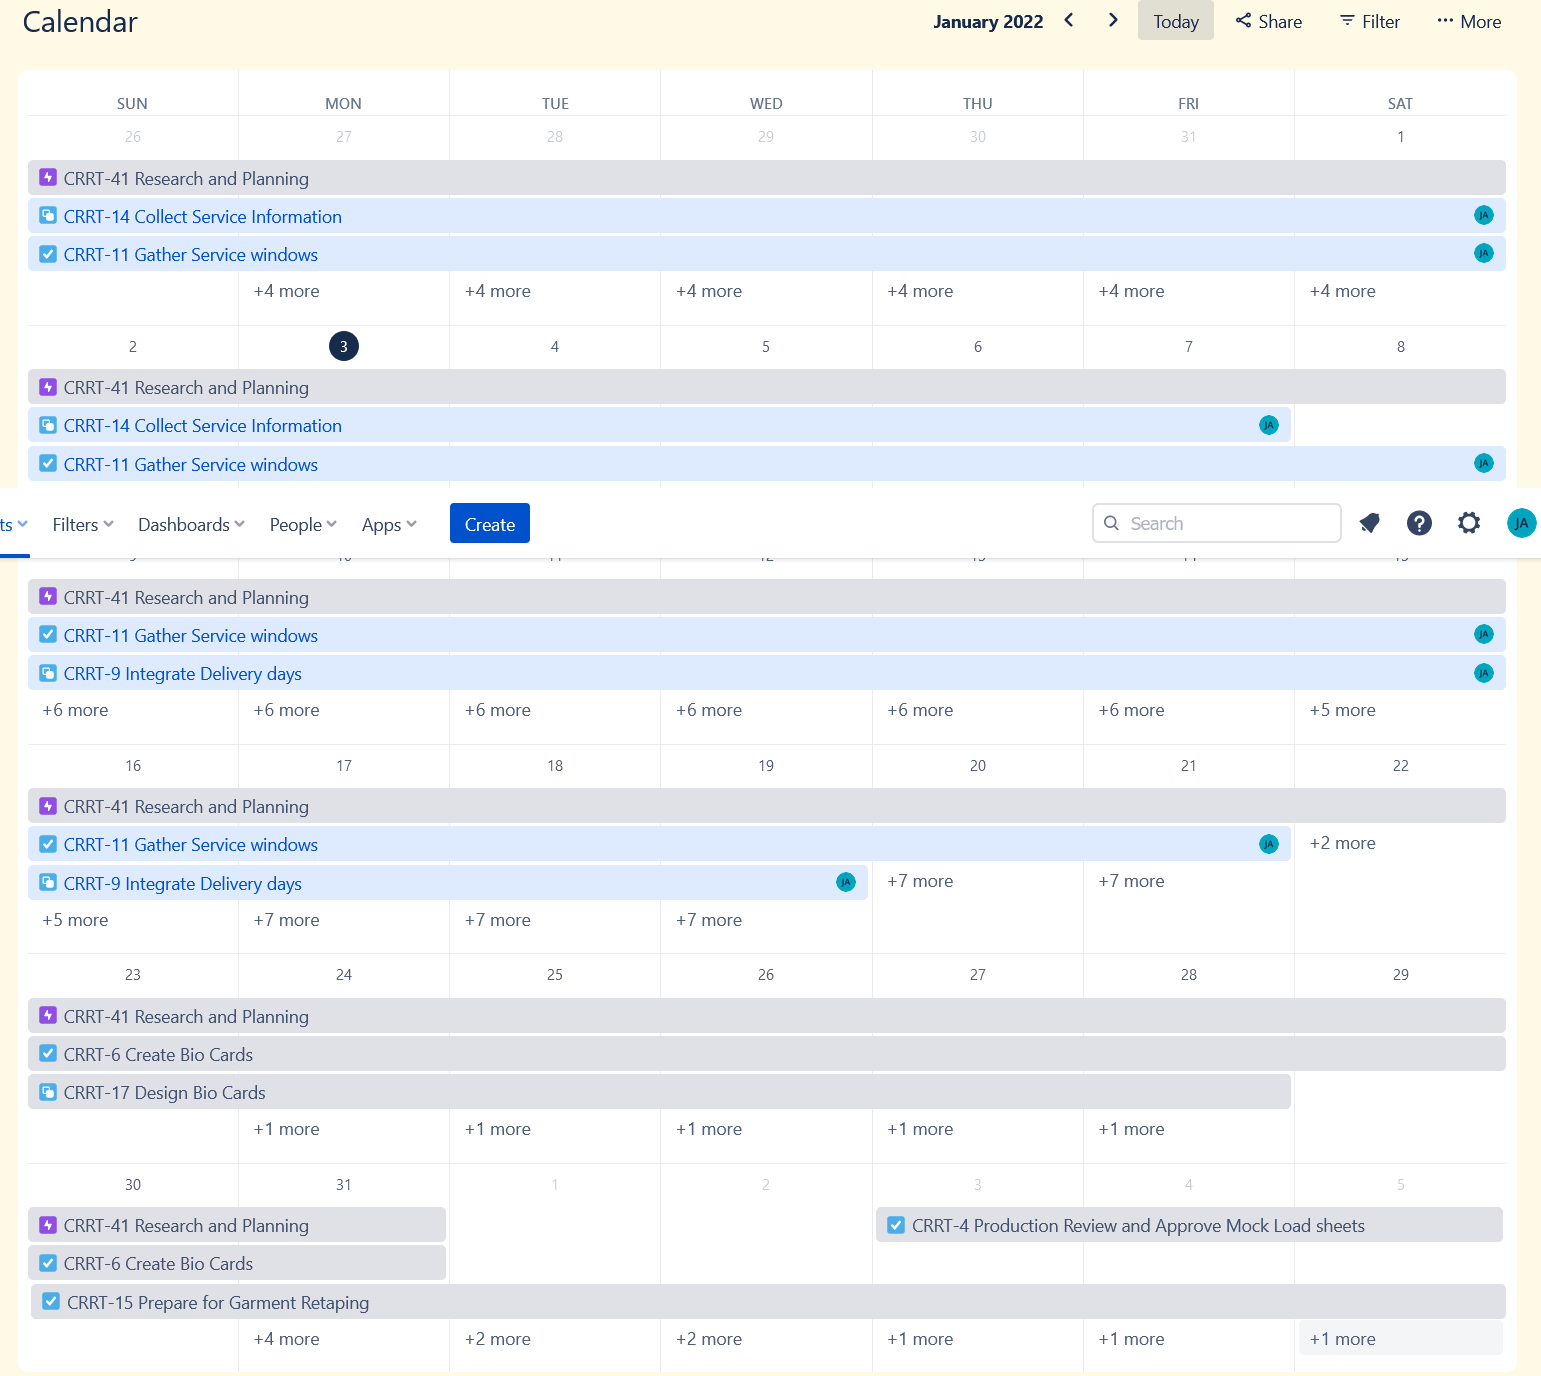 Calendar
January 2022 Today Share Filter More
SUN MON TUE WED THU FRI SAT
26 27 28 29 30 31 1
CRRT-41 Research and Planning
CRRT-14 Collect Service Information JA
CRRT-11 Gather Service windows JA
+4 more +4 more +4 more +4 more +4 more +4 more
2 3 4 5 6 7 8
CRRT-41 Research and Planning
CRRT-14 Collect Service Information JA
CRRT-11 Gather Service windows JA
ts Filters Dashboards People Apps Create Search JA
CRRT-41 Research and Planning
CRRT-11 Gather Service windows JA
CRRT-9 Integrate Delivery days JA
+6 more +6 more +6 more +6 more +6 more +6 more +5 more
16 17 18 19 20 21 22
CRRT-41 Research and Planning
CRRT-11 Gather Service windows JA +2 more
CRRT-9 Integrate Delivery days JA +7 more +7 more
+5 more +7 more +7 more +7 more
23 24 25 26 27 28 29
CRRT-41 Research and Planning
CRRT-6 Create Bio Cards
CRRT-17 Design Bio Cards
+1 more +1 more +1 more +1 more +1 more
30 31 1 2 3 4 5
CRRT-41 Research and Planning CRRT-4 Production Review and Approve Mock Load sheets
CRRT-6 Create Bio Cards
CRRT-15 Prepare for Garment Retaping
+4 more +2 more +2 more +1 more +1 more +1 more